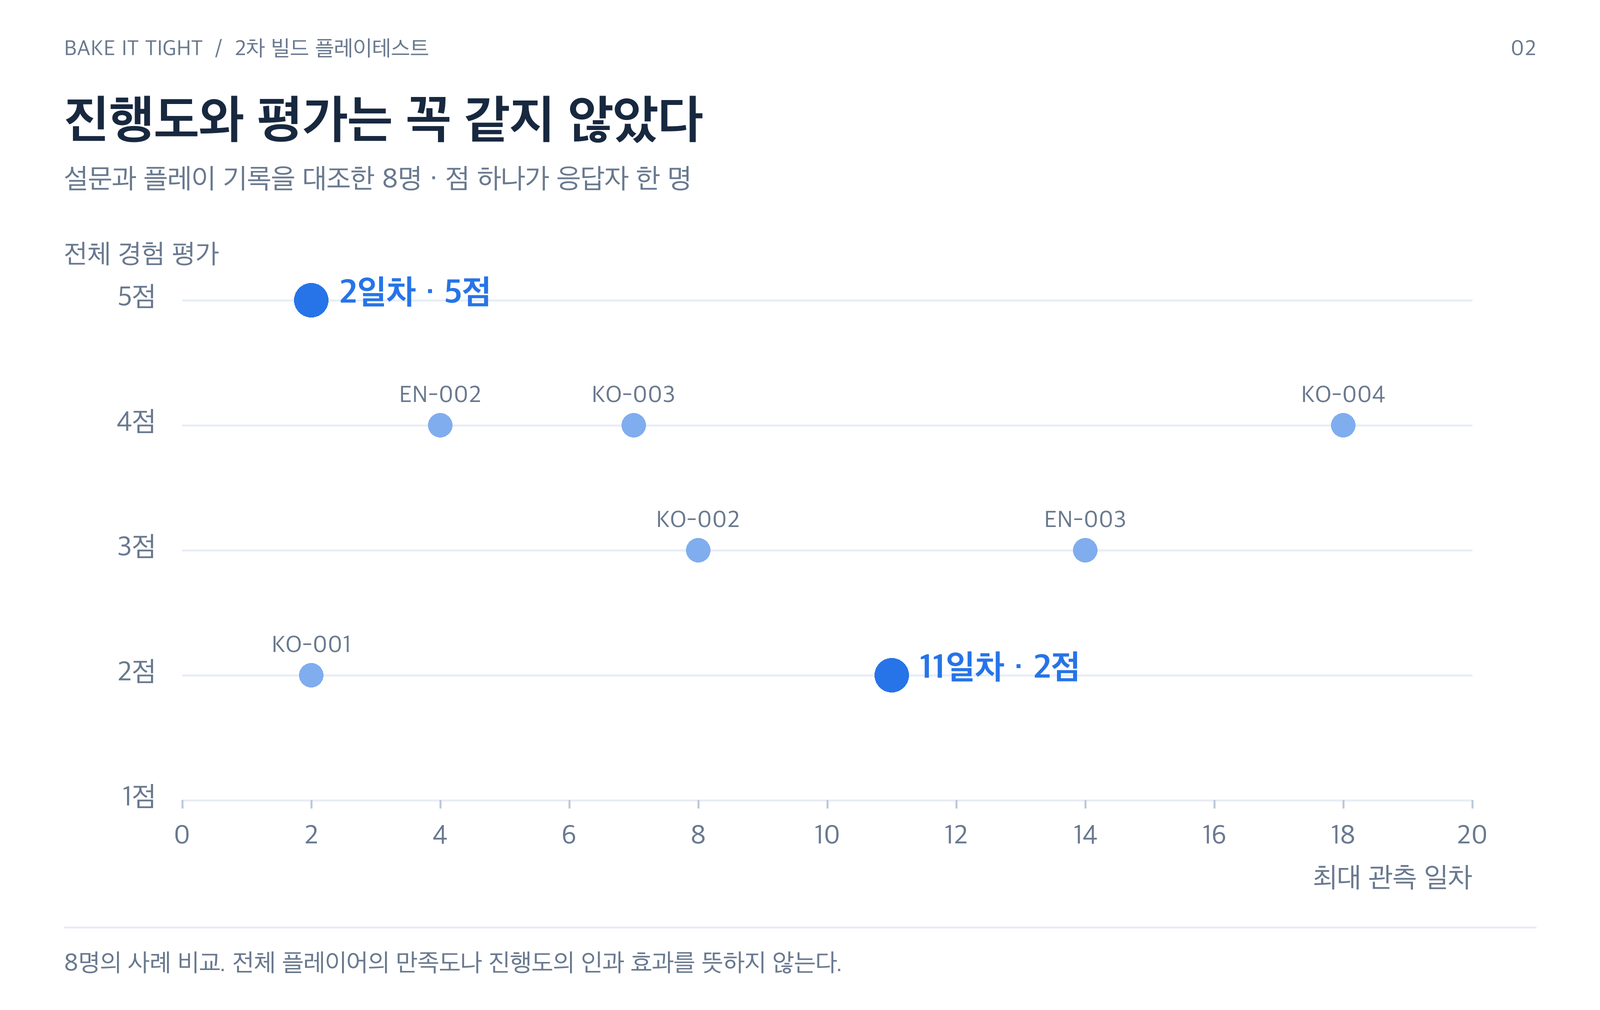 BAKE IT TIGHT / 2차 빌드 플레이테스트
02
진행도와 평가는 꼭 같지 않았다
설문과 플레이 기록을 대조한 8명 · 점 하나가 응답자 한 명
전체 경험 평가
5점
2일차 · 5점
EN-002
KO-003
KO-004
4점
KO-002
EN-003
3점
KO-001
2점
11일차 · 2점
1점
0 2 4 6 8 10 12 14 16 18 20
최대 관측 일차
8명의 사례 비교. 전체 플레이어의 만족도나 진행도의 인과 효과를 뜻하지 않는다.